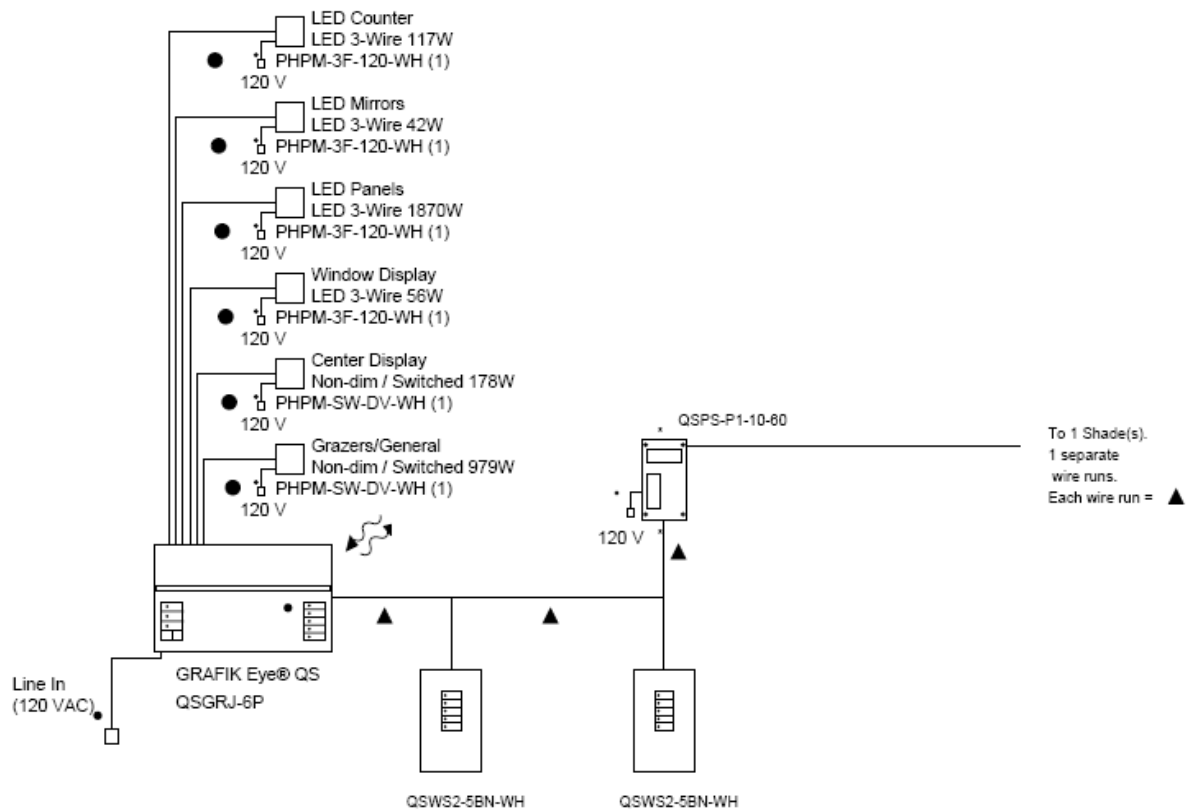 LED Counter
LED 3-Wire 117W
PHPM-3F-120-WH (1)
120 V
LED Mirrors
LED 3-Wire 42W
PHPM-3F-120-WH (1)
120 V
LED Panels
LED 3-Wire 1870W
PHPM-3F-120-WH (1)
120 V
Window Display
LED 3-Wire 56W
PHPM-3F-120-WH (1)
120 V
Center Display
Non-dim / Switched 178W
PHPM-SW-DV-WH (1)
120 V
Grazers/General
Non-dim / Switched 979W
PHPM-SW-DV-WH (1)
120 V
QSPS-P1-10-60
120 V
To 1 Shade(s).
1 separate
wire runs.
Each wire run = ▲
GRAFIK Eye® QS
QSGRJ-6P
Line In
(120 VAC)
QSWS2-5BN-WH
QSWS2-5BN-WH